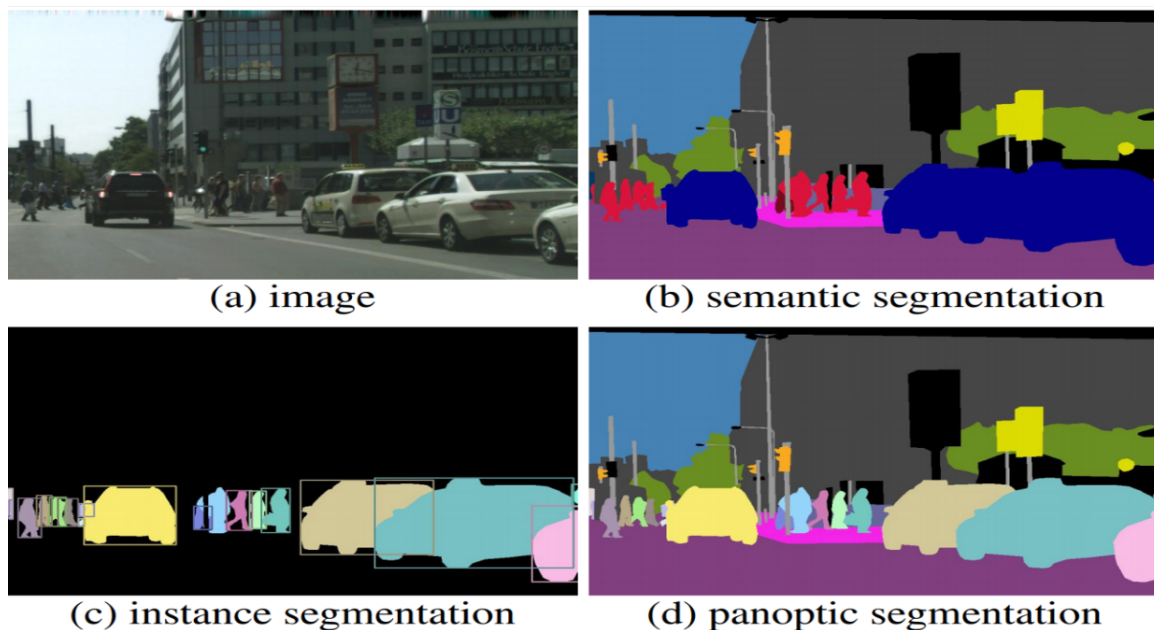 S
U
(a) image
(b) semantic segmentation
(c) instance segmentation
(d) panoptic segmentation